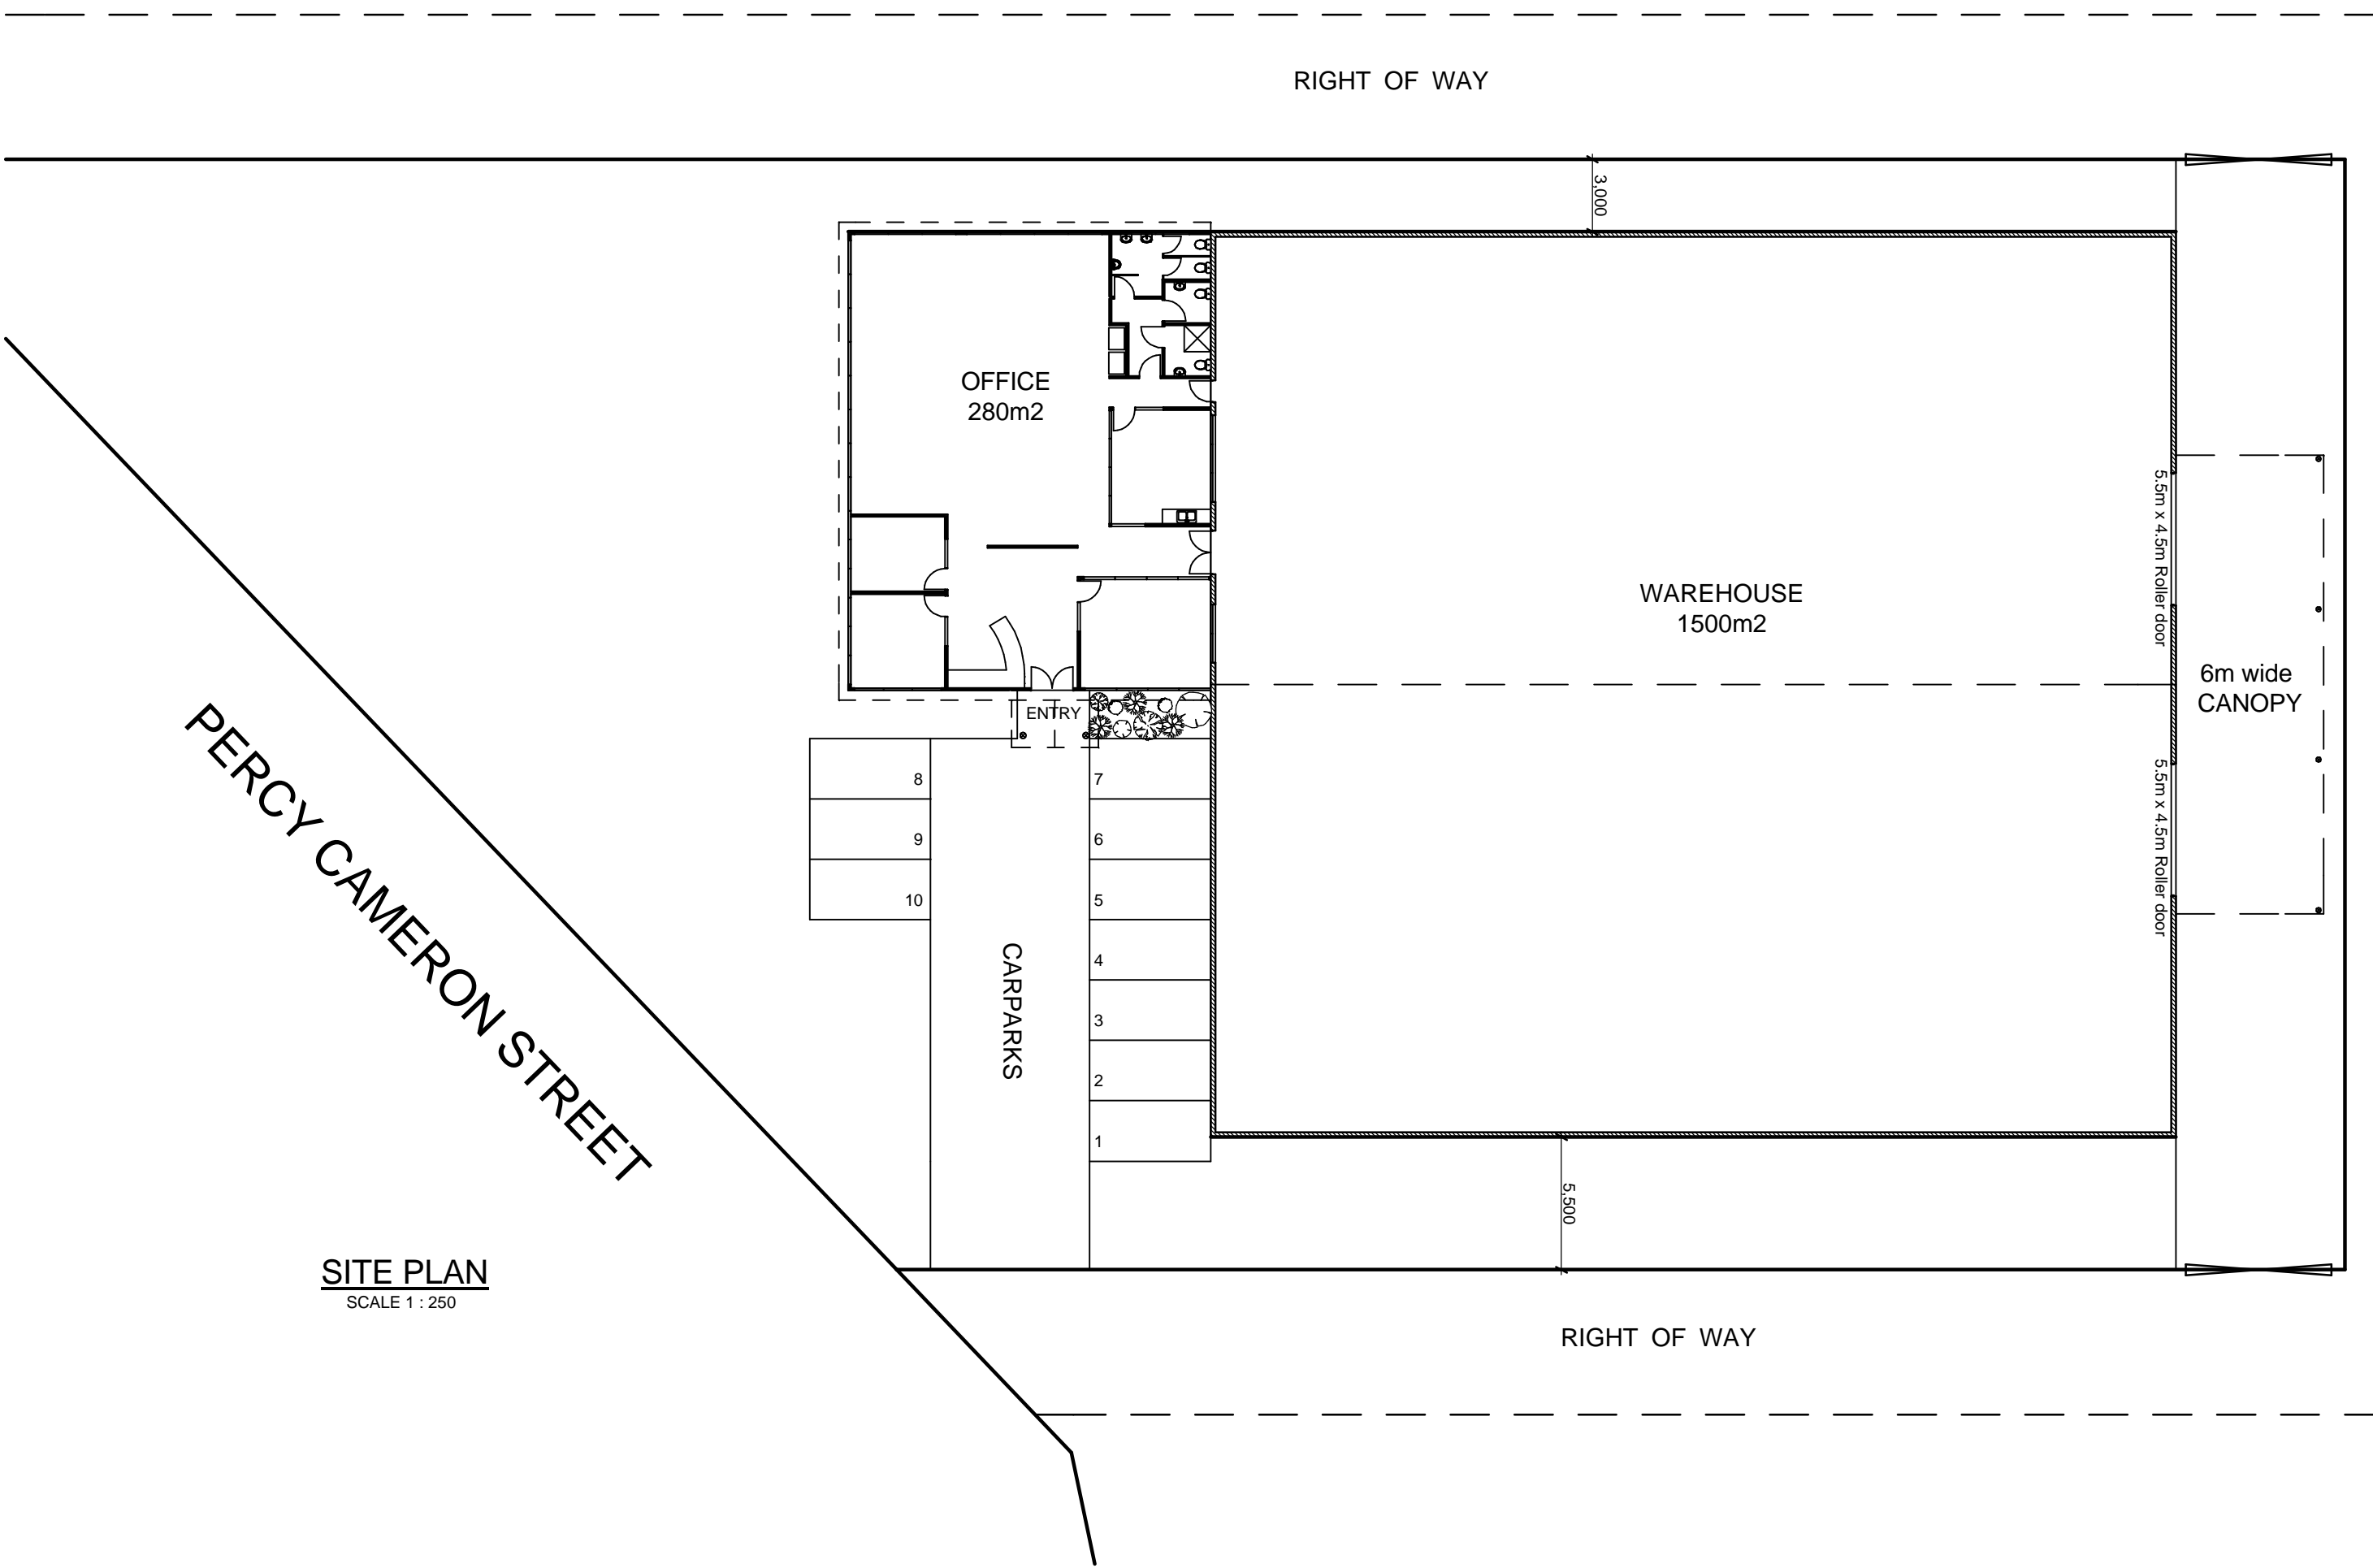 RIGHT OF WAY
3,000
OFFICE
280m2
5.5m x 4.5m Roller door
WAREHOUSE
1500m2
6m wide
CANOPY
ENTRY
PERCY CAMERON STREET
8
7
9
6
10
5
5.5m x 4.5m Roller door
CARPARKS
4
3
2
1
5,500
SITE PLAN
SCALE 1 : 250
RIGHT OF WAY